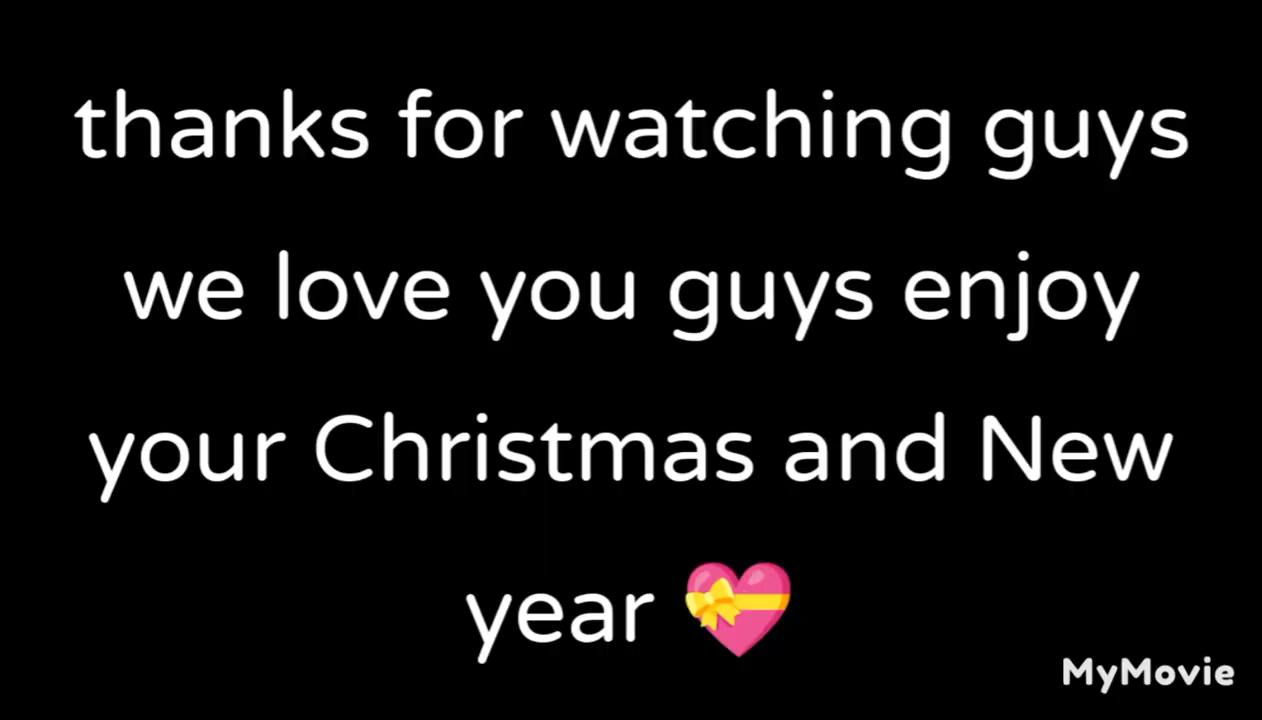 thanks for watching guys
we love you guys enjoy
your Christmas and New
year 💝
MyMovie